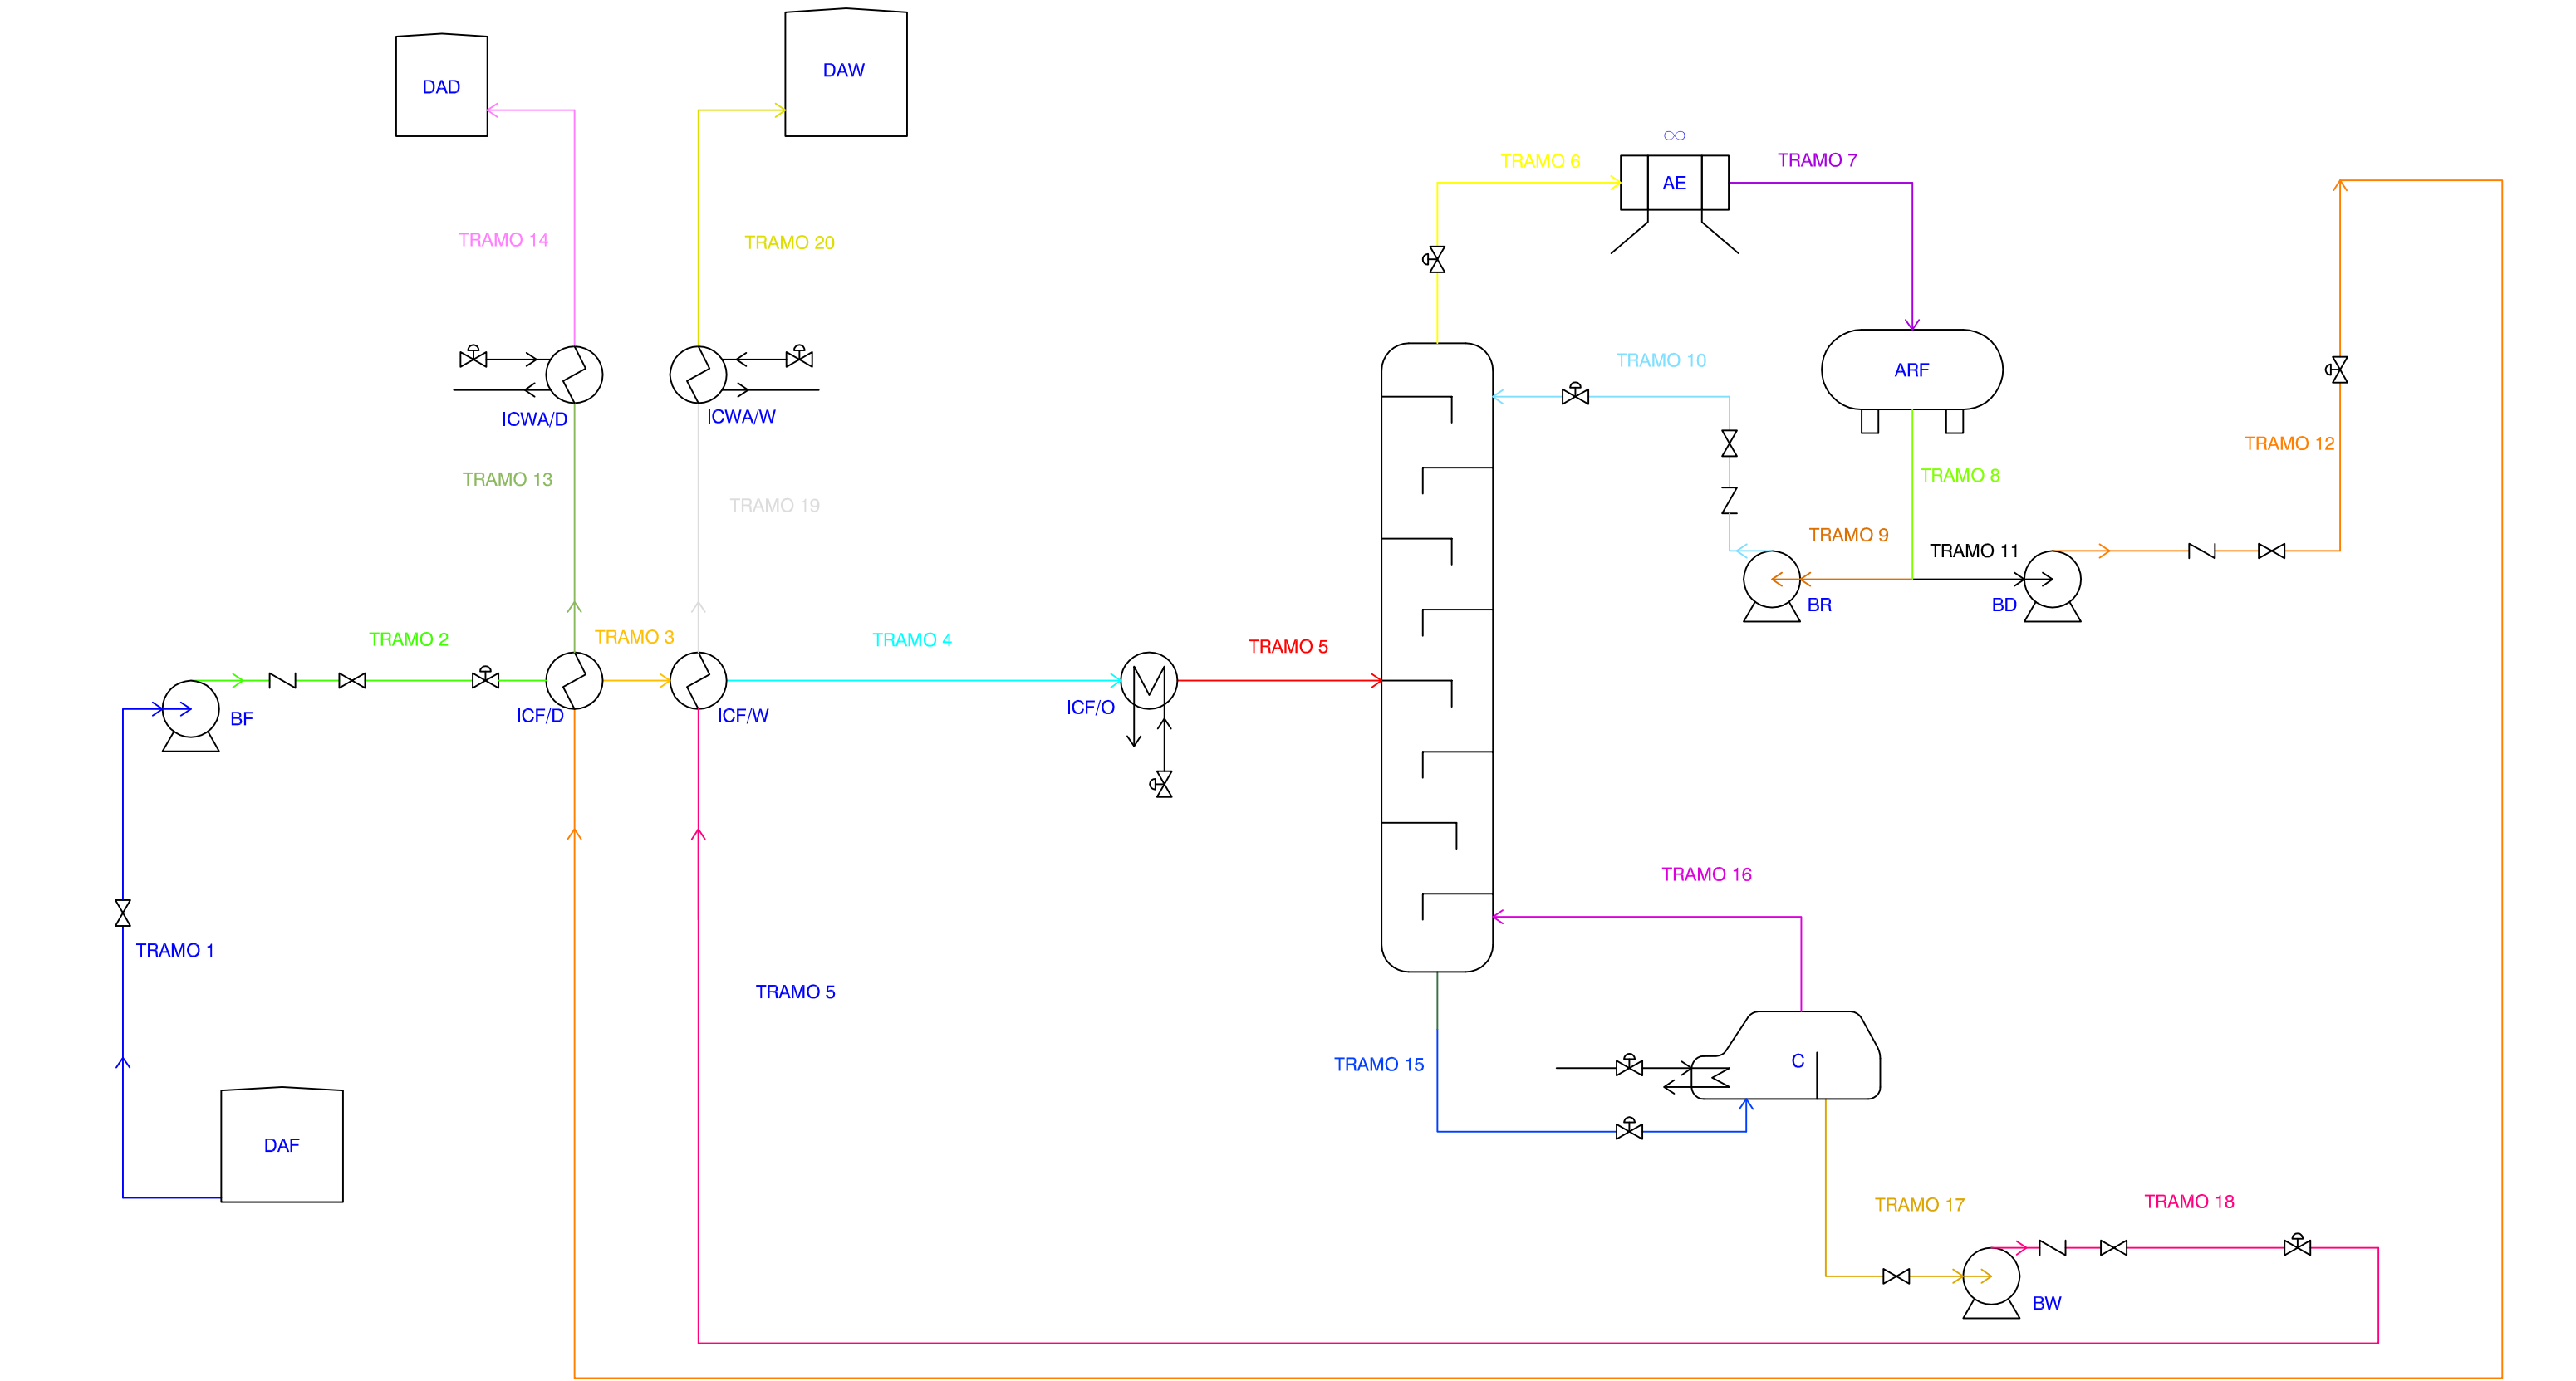 DAW
DAD
∞
TRAMO 6
TRAMO 7
AE
TRAMO 14
TRAMO 20
TRAMO 10
ARF
ICWA/D
ICWA/W
TRAMO 12
TRAMO 13
TRAMO 8
TRAMO 19
TRAMO 9
TRAMO 11
BR
BD
TRAMO 2
TRAMO 3
TRAMO 4
TRAMO 5
BF
ICF/D
ICF/W
ICF/O
TRAMO 16
TRAMO 1
TRAMO 5
TRAMO 15
C
DAF
TRAMO 17
TRAMO 18
BW